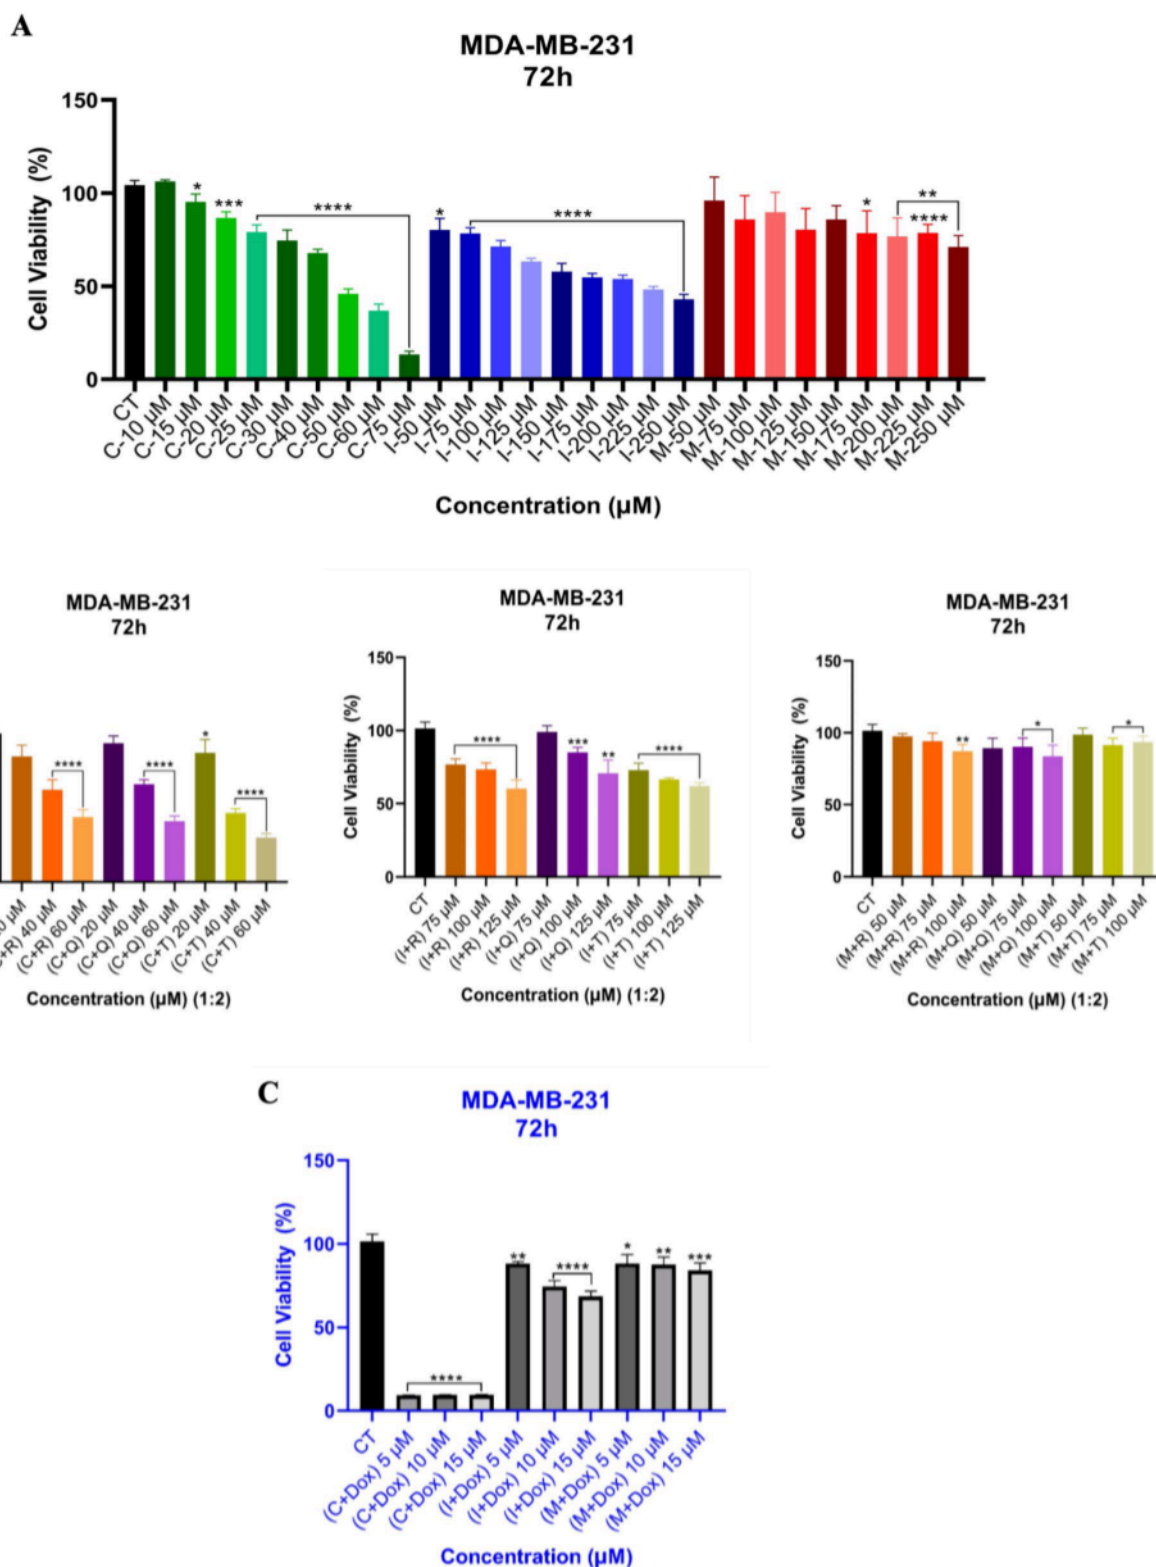 A
MDA-MB-231
72h
Cell Viability (%)
150
100
50
0
* *** **** * **** * ** ****
CT
C-10 µM
C-15 µM
C-20 µM
C-25 µM
C-30 µM
C-40 µM
C-50 µM
C-60 µM
C-75 µM
I-50 µM
I-75 µM
I-100 µM
I-125 µM
I-150 µM
I-175 µM
I-200 µM
I-225 µM
I-250 µM
M-50 µM
M-75 µM
M-100 µM
M-125 µM
M-150 µM
M-175 µM
M-200 µM
M-225 µM
M-250 µM
Concentration (µM)
MDA-MB-231
72h
**** **** * ****
µM
C+R) 40 µM
(C+R) 60 µM
(C+Q) 20 µM
(C+Q) 40 µM
(C+Q) 60 µM
(C+T) 20 µM
(C+T) 40 µM
(C+T) 60 µM
Concentration (µM) (1:2)
MDA-MB-231
72h
Cell Viability (%)
150
100
50
0
**** *** ** ****
CT
(I+R) 75 µM
(I+R) 100 µM
(I+R) 125 µM
(I+Q) 75 µM
(I+Q) 100 µM
(I+Q) 125 µM
(I+T) 75 µM
(I+T) 100 µM
(I+T) 125 µM
Concentration (µM) (1:2)
MDA-MB-231
72h
Cell Viability (%)
150
100
50
0
** * *
CT
(M+R) 50 µM
(M+R) 75 µM
(M+R) 100 µM
(M+Q) 50 µM
(M+Q) 75 µM
(M+Q) 100 µM
(M+T) 50 µM
(M+T) 75 µM
(M+T) 100 µM
Concentration (µM) (1:2)
C
MDA-MB-231
72h
Cell Viability (%)
150
100
50
0
**** ** **** * ** ***
CT
(C+Dox) 5 µM
(C+Dox) 10 µM
(C+Dox) 15 µM
(I+Dox) 5 µM
(I+Dox) 10 µM
(I+Dox) 15 µM
(M+Dox) 5 µM
(M+Dox) 10 µM
(M+Dox) 15 µM
Concentration (µM)